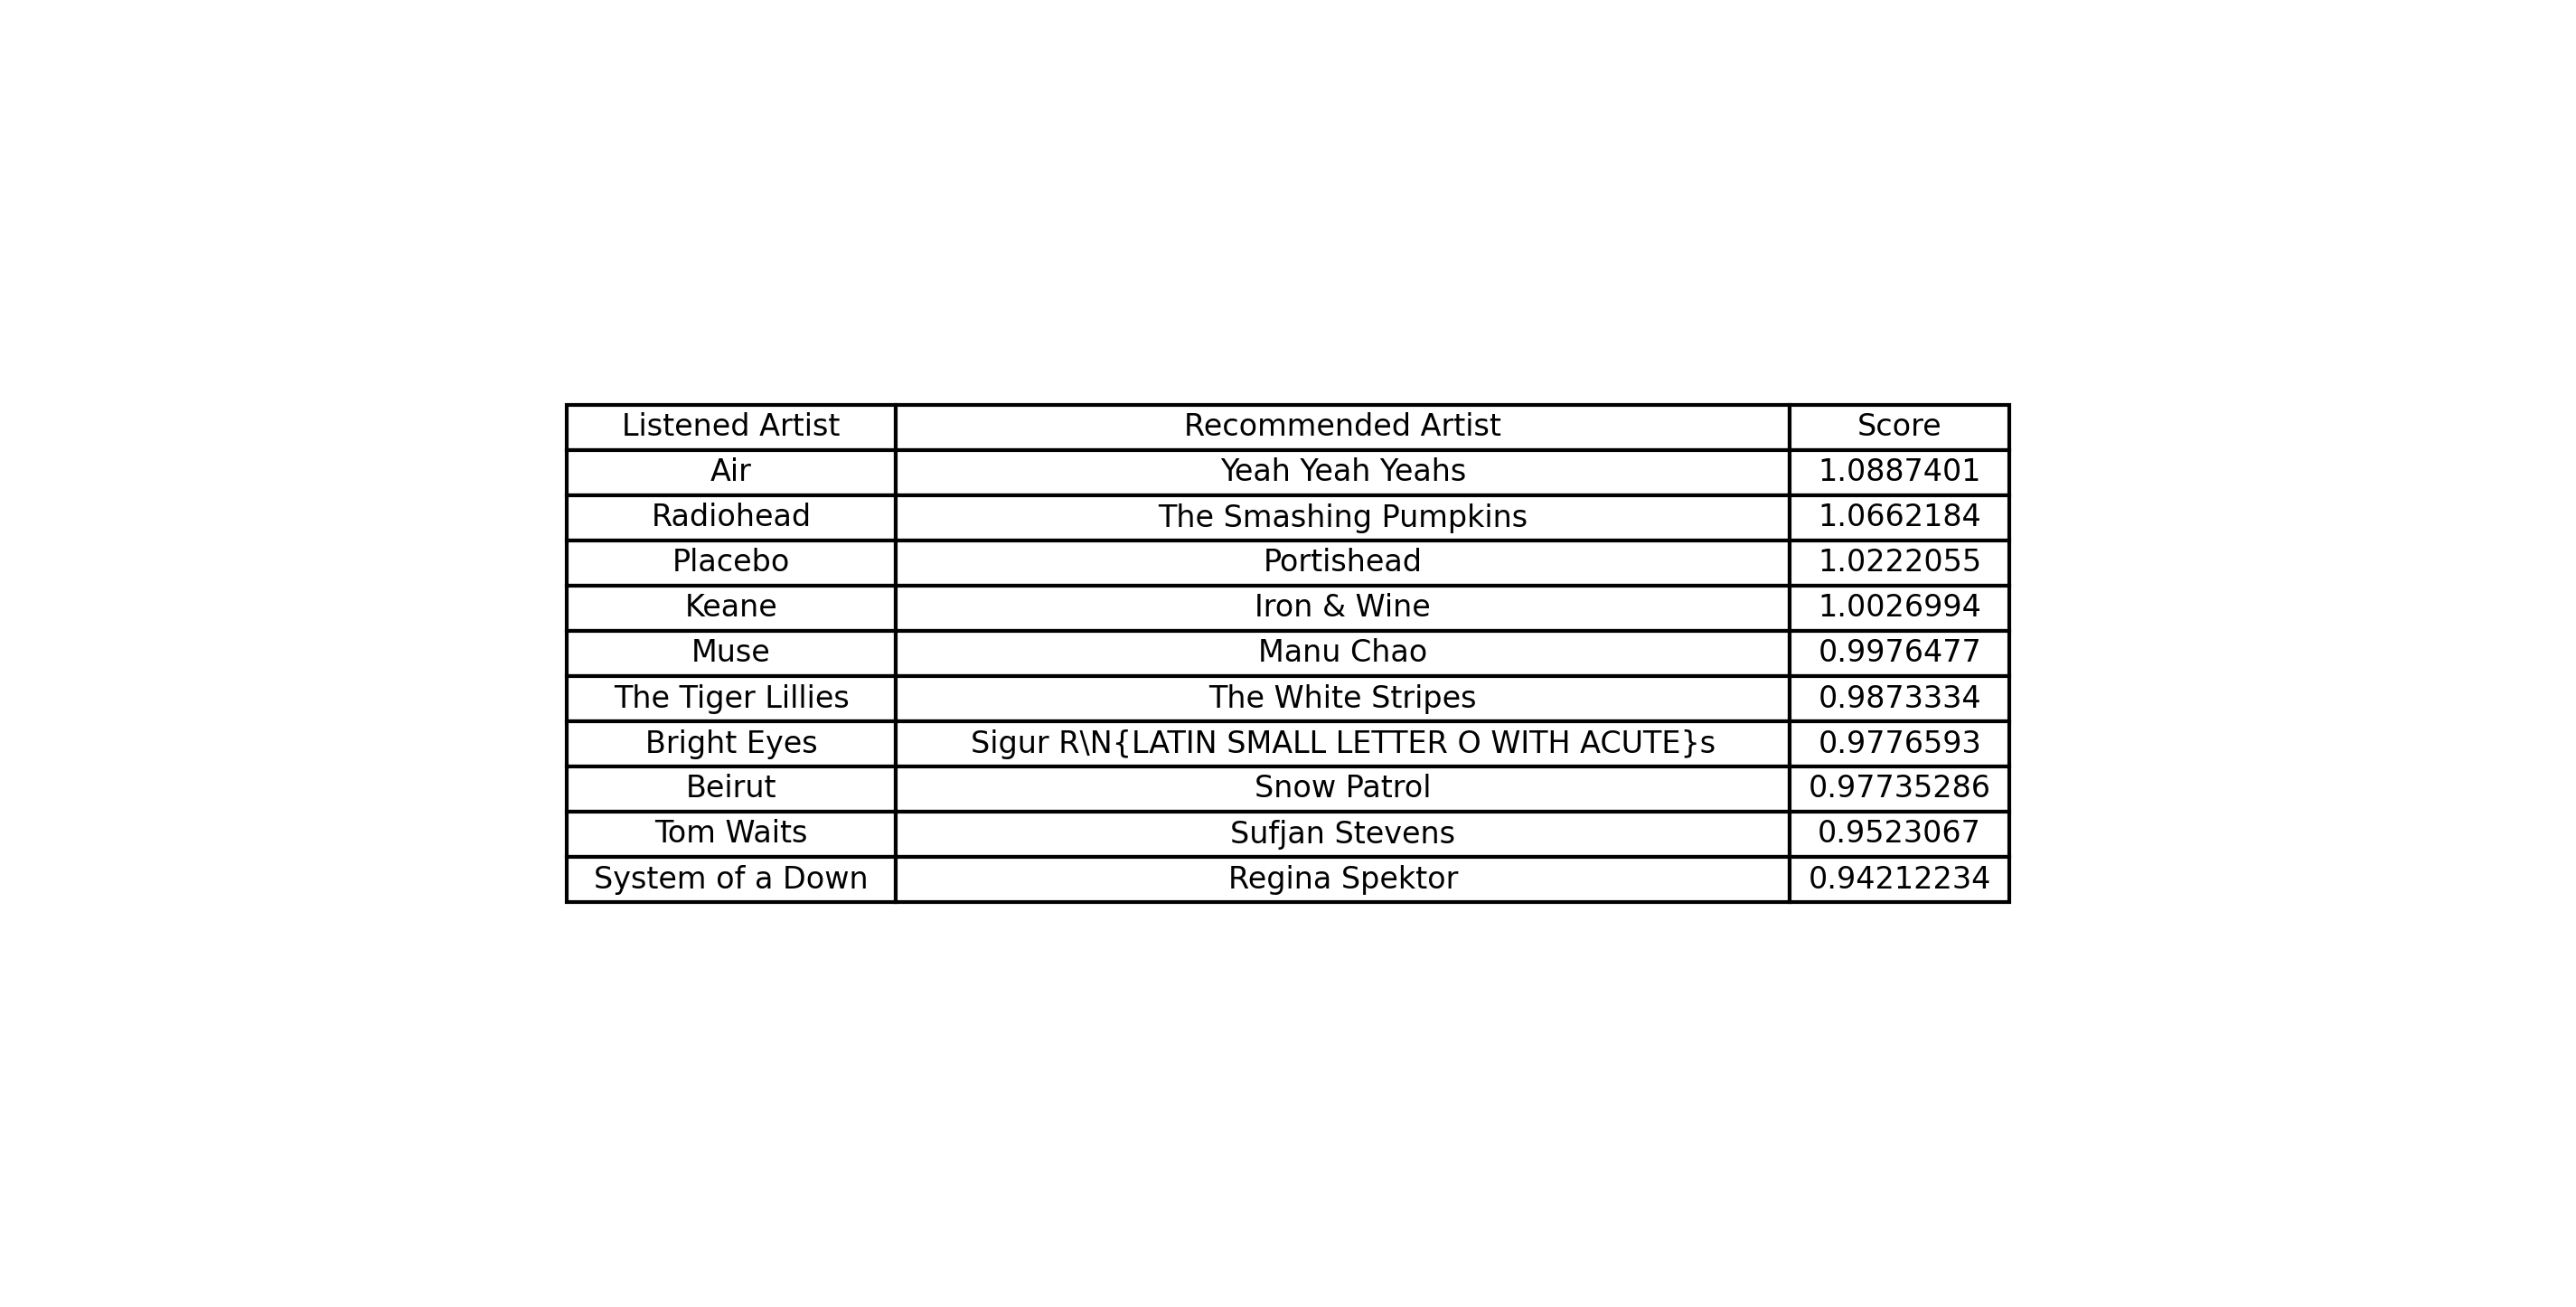 Listened Artist Recommended Artist Score
Air Yeah Yeah Yeahs 1.0887401
Radiohead The Smashing Pumpkins 1.0662184
Placebo Portishead 1.0222055
Keane Iron & Wine 1.0026994
Muse Manu Chao 0.9976477
The Tiger Lillies The White Stripes 0.9873334
Bright Eyes Sigur R\N{LATIN SMALL LETTER O WITH ACUTE}s 0.9776593
Beirut Snow Patrol 0.97735286
Tom Waits Sufjan Stevens 0.9523067
System of a Down Regina Spektor 0.94212234